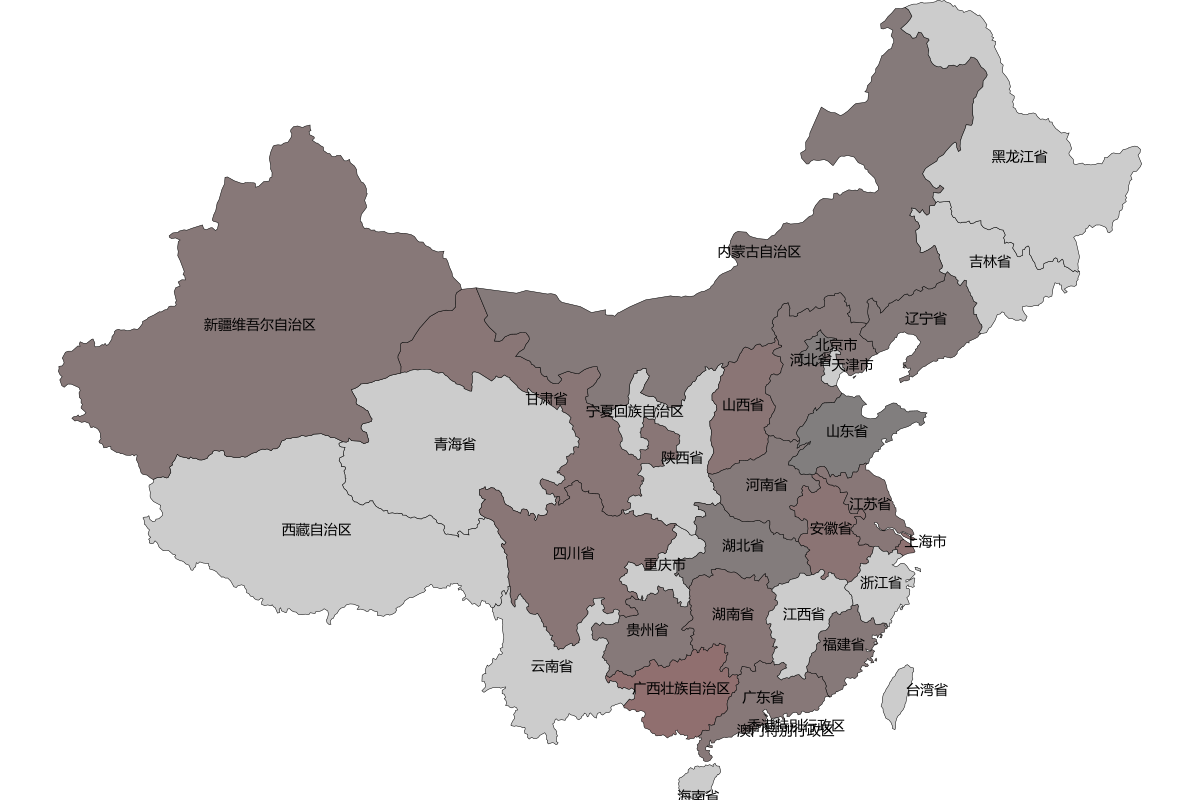 黑龙江省
内蒙古自治区
吉林省
辽宁省
新疆维吾尔自治区
北京市
河北省
天津市
甘肃省
宁夏回族自治区
山西省
山东省
青海省
陕西省
河南省
江苏省
西藏自治区
安徽省
上海市
四川省
湖北省
重庆市
浙江省
湖南省
江西省
贵州省
福建省
云南省
广西壮族自治区
广东省
台湾省
香港特别行政区
澳门特别行政区
海南省